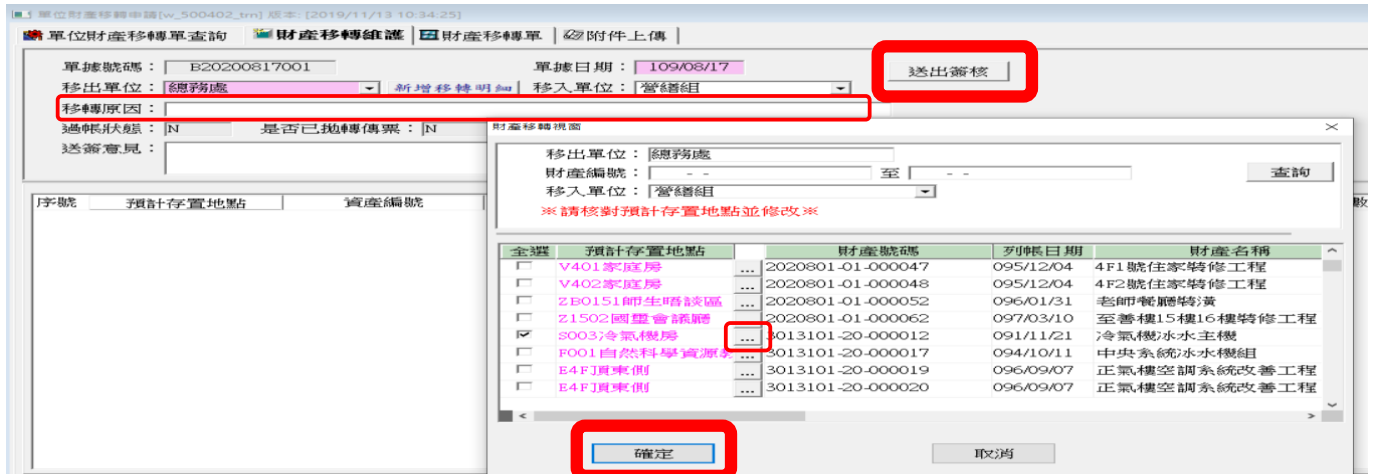 單位財產移轉申請[w_500402_trn] 版本: [2019/11/13 10:34:25]
單位財產移轉單查詢 財產移轉維護 財產移轉單 附件上傳
單據號碼： B20200817001 單據日期： 109/08/17 送出簽核
移出單位： 總務處 新增移轉明細 移入單位： 營繕組
移轉原因：
過帳狀態： N 是否已拋轉傳票： N
送簽意見：
序號 預計存置地點 資產編號 數
財產移轉視窗
移出單位： 總務處
財產編號： - - 至 - - 查詢
移入單位： 營繕組
※請核對預計存置地點並修改※
全選 預計存置地點 財產號碼 列帳日期 財產名稱
V401家庭房 ... 2020801-01-000047 095/12/04 4F1號住家裝修工程
V402家庭房 ... 2020801-01-000048 095/12/04 4F2號住家裝修工程
ZB0151師生晤談區 ... 2020801-01-000052 096/01/31 老師餐廳裝潢
Z1502國璽會議廳 ... 2020801-01-000062 097/03/10 至善樓15樓16樓裝修工程
S003冷氣機房 ... 3013101-20-000012 091/11/21 冷氣機冰水主機
F001自然科學資源 ... 3013101-20-000017 094/10/11 中央系統冰水機組
E4F頂東側 ... 3013101-20-000019 096/09/07 正氣樓空調系統改善工程
E4F頂東側 ... 3013101-20-000020 096/09/07 正氣樓空調系統改善工程
確定 取消